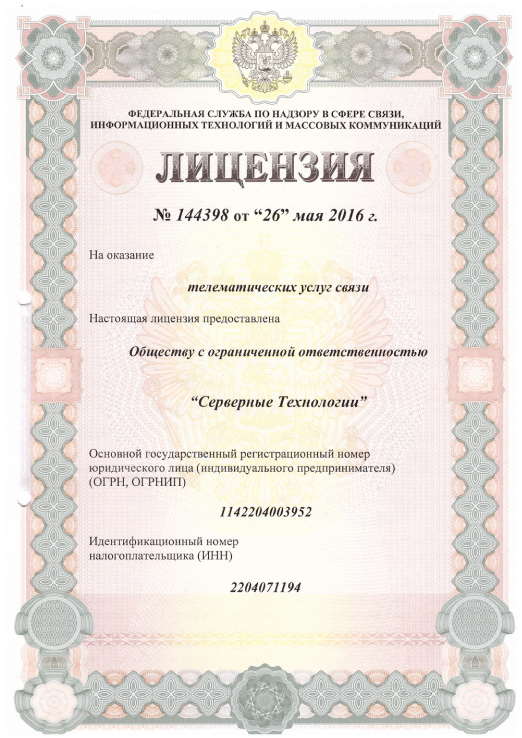 ФЕДЕРАЛЬНАЯ СЛУЖБА ПО НАДЗОРУ В СФЕРЕ СВЯЗИ,
ИНФОРМАЦИОННЫХ ТЕХНОЛОГИЙ И МАССОВЫХ КОММУНИКАЦИЙ
ЛИЦЕНЗИЯ
№ 144398 от “26” мая 2016 г.
На оказание
телематических услуг связи
Настоящая лицензия предоставлена
Обществу с ограниченной ответственностью
“Серверные Технологии”
Основной государственный регистрационный номер
юридического лица (индивидуального предпринимателя)
(ОГРН, ОГРНИП)
1142204003952
Идентификационный номер
налогоплательщика (ИНН)
2204071194